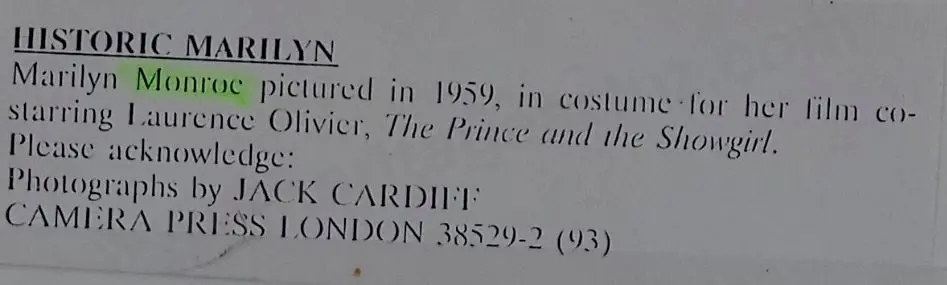 HISTORIC MARILYN
Marilyn Monroe pictured in 1959, in costume for her film co-
starring Laurence Olivier, The Prince and the Showgirl.
Please acknowledge:
Photographs by JACK CARDIFF
CAMERA PRESS LONDON 38529-2 (93)